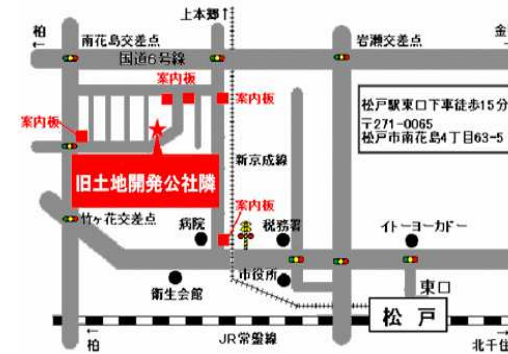 上本郷↑
柏
↑
南花島交差点
岩瀬交差点
国道6号線
案内板
案内板
案内板
松戸駅東口下車徒歩15分
〒271-0065
松戸市南花島4丁目63-5
新京成線
旧土地開発公社隣
竹ヶ花交差点
病院
案内板
税務署
イトーヨーカドー
市役所
衛生会館
東口
松戸
←
柏
JR常盤線
→
北千住